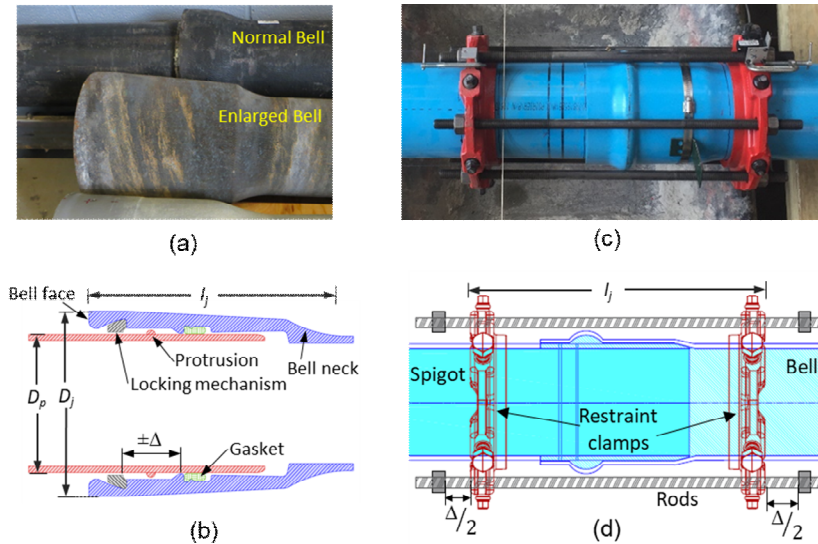 Normal Bell
Enlarged Bell
(a)
(c)
Bell face
l_j
Protrusion
Locking mechanism
Bell neck
D_p
D_j
±Δ
Gasket
(b)
l_j
Spigot
Bell
Restraint
clamps
Rods
Δ/2
Δ/2
(d)